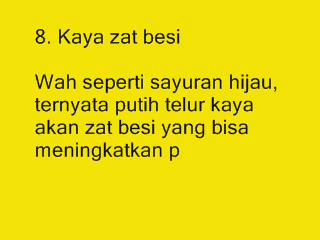 8. Kaya zat besi
Wah seperti sayuran hijau,
ternyata putih telur kaya
akan zat besi yang bisa
meningkatkan p